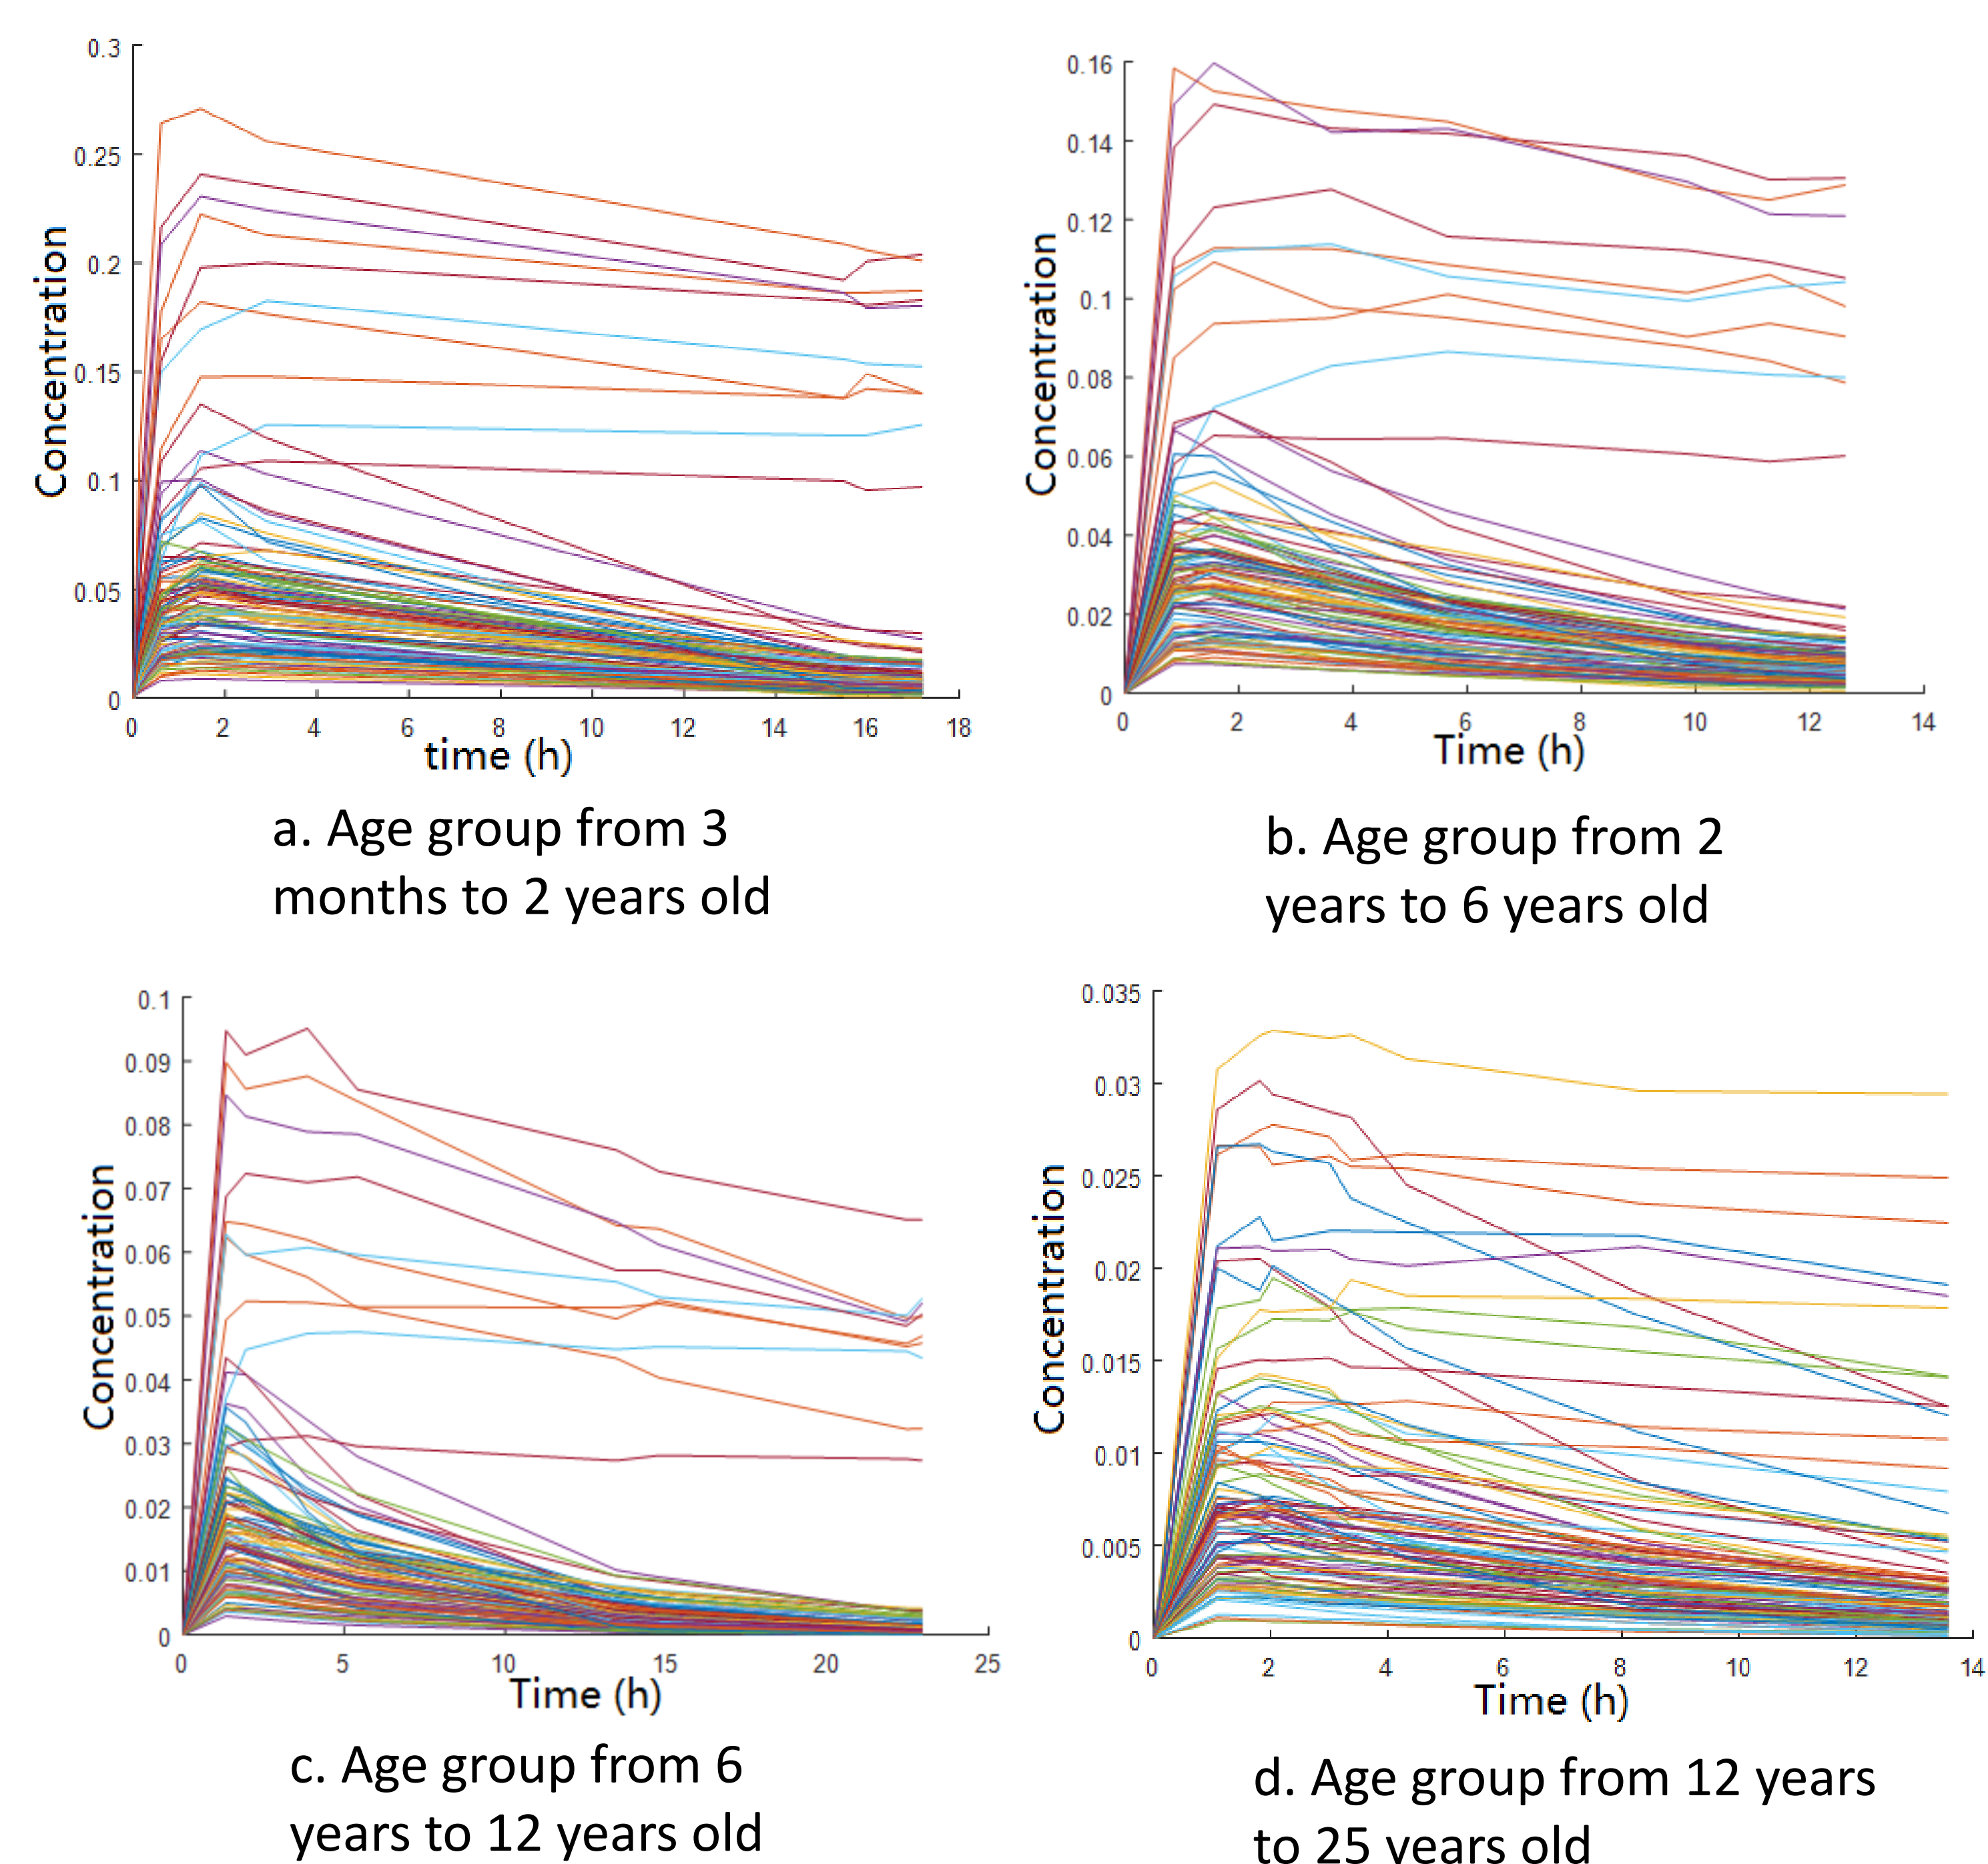 0.3
0.25
0.2
0.15
0.1
0.05
0
Concentration
0 2 4 6 8 10 12 14 16 18
time (h)
a. Age group from 3
months to 2 years old
0.16
0.14
0.12
0.1
0.08
0.06
0.04
0.02
0
Concentration
0 2 4 6 8 10 12 14
Time (h)
b. Age group from 2
years to 6 years old
0.1
0.09
0.08
0.07
0.06
0.05
0.04
0.03
0.02
0.01
0
Concentration
0 5 10 15 20 25
Time (h)
c. Age group from 6
years to 12 years old
0.035
0.03
0.025
0.02
0.015
0.01
0.005
0
Concentration
0 2 4 6 8 10 12 14
Time (h)
d. Age group from 12 years
to 25 years old